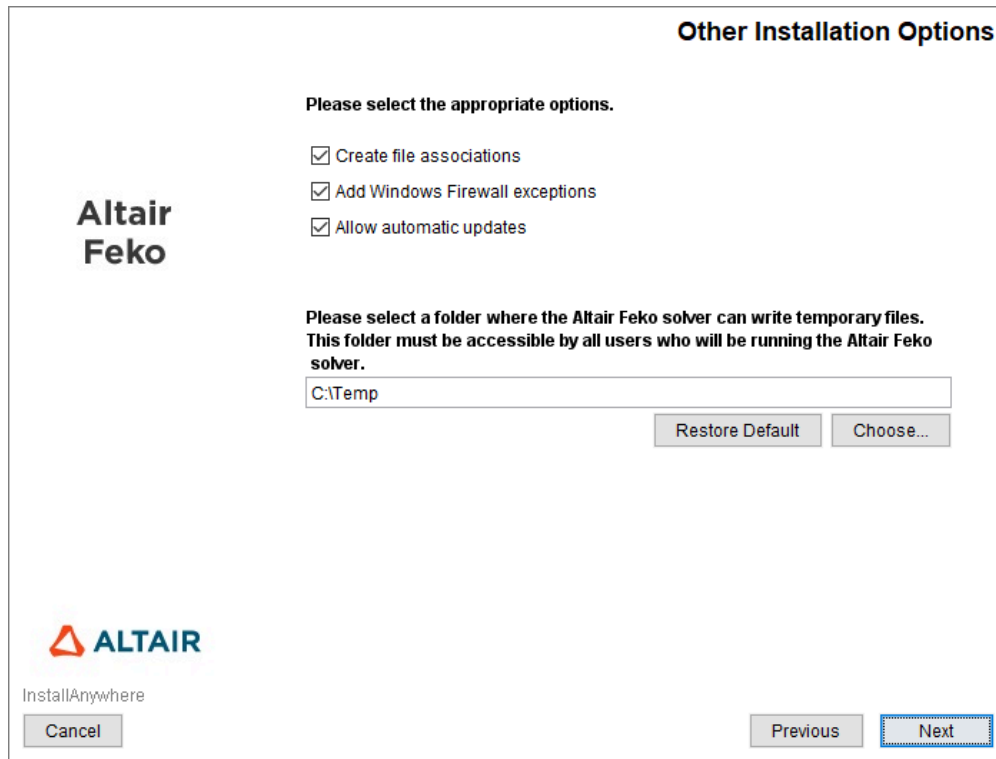 Other Installation Options
Please select the appropriate options.
Create file associations
Add Windows Firewall exceptions
Allow automatic updates
Altair
Feko
Please select a folder where the Altair Feko solver can write temporary files.
This folder must be accessible by all users who will be running the Altair Feko
solver.
C:\Temp
Restore Default
Choose...
ALTAIR
InstallAnywhere
Cancel
Previous
Next